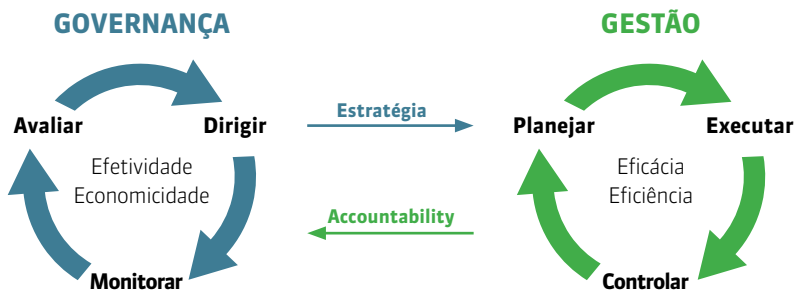 GOVERNANÇA
Avaliar
Dirigir
Efetividade
Economicidade
Monitorar
Estratégia
Accountability
GESTÃO
Planejar
Executar
Eficácia
Eficiência
Controlar